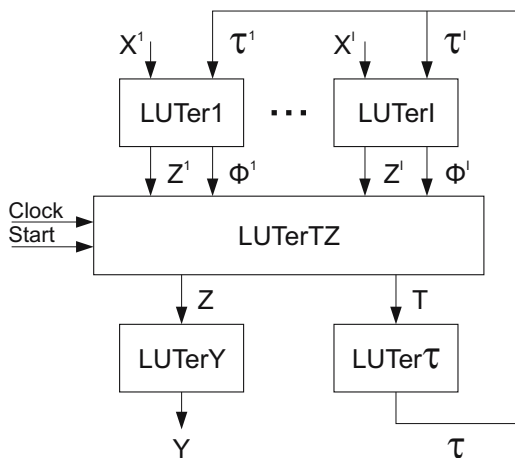 X¹ τ¹ Xᴵ τᴵ
LUTer1 ... LUTerI
Z¹ Φ¹ Zᴵ Φᴵ
Clock
Start
LUTerTZ
Z T
LUTerY LUTerτ
Y τ